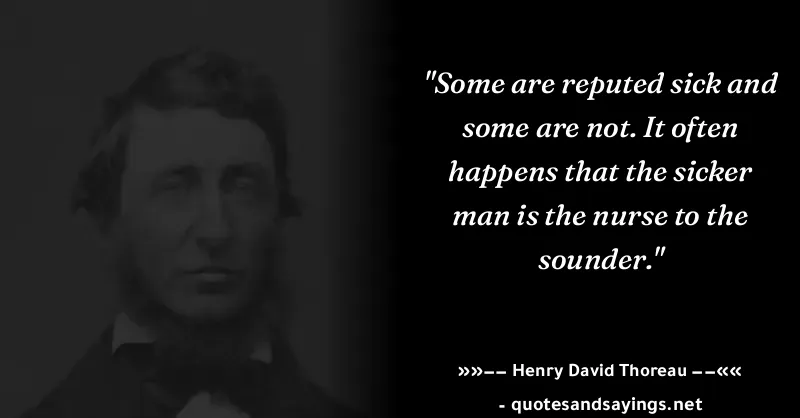 "Some are reputed sick and
some are not. It often
happens that the sicker
man is the nurse to the
sounder."
»»−− Henry David Thoreau −−««
- quotesandsayings.net